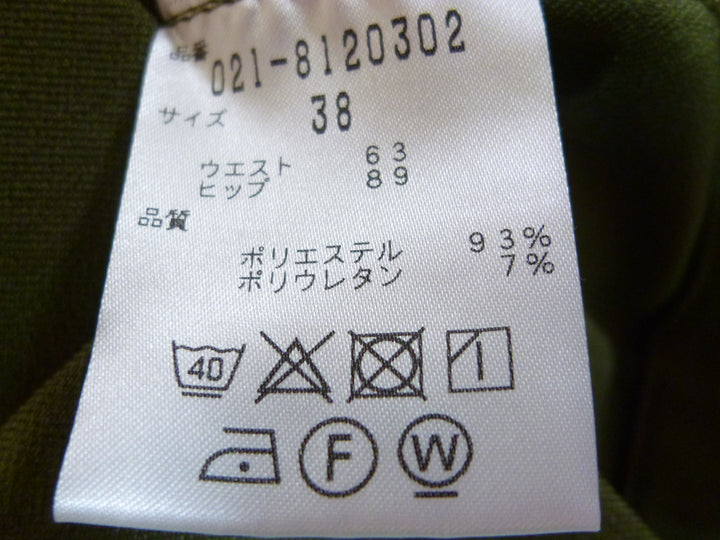 品番 021-8120302
サイズ 38
ウエスト 63
ヒップ 89
品質
ポリエステル 93%
ポリウレタン 7%
40
F W